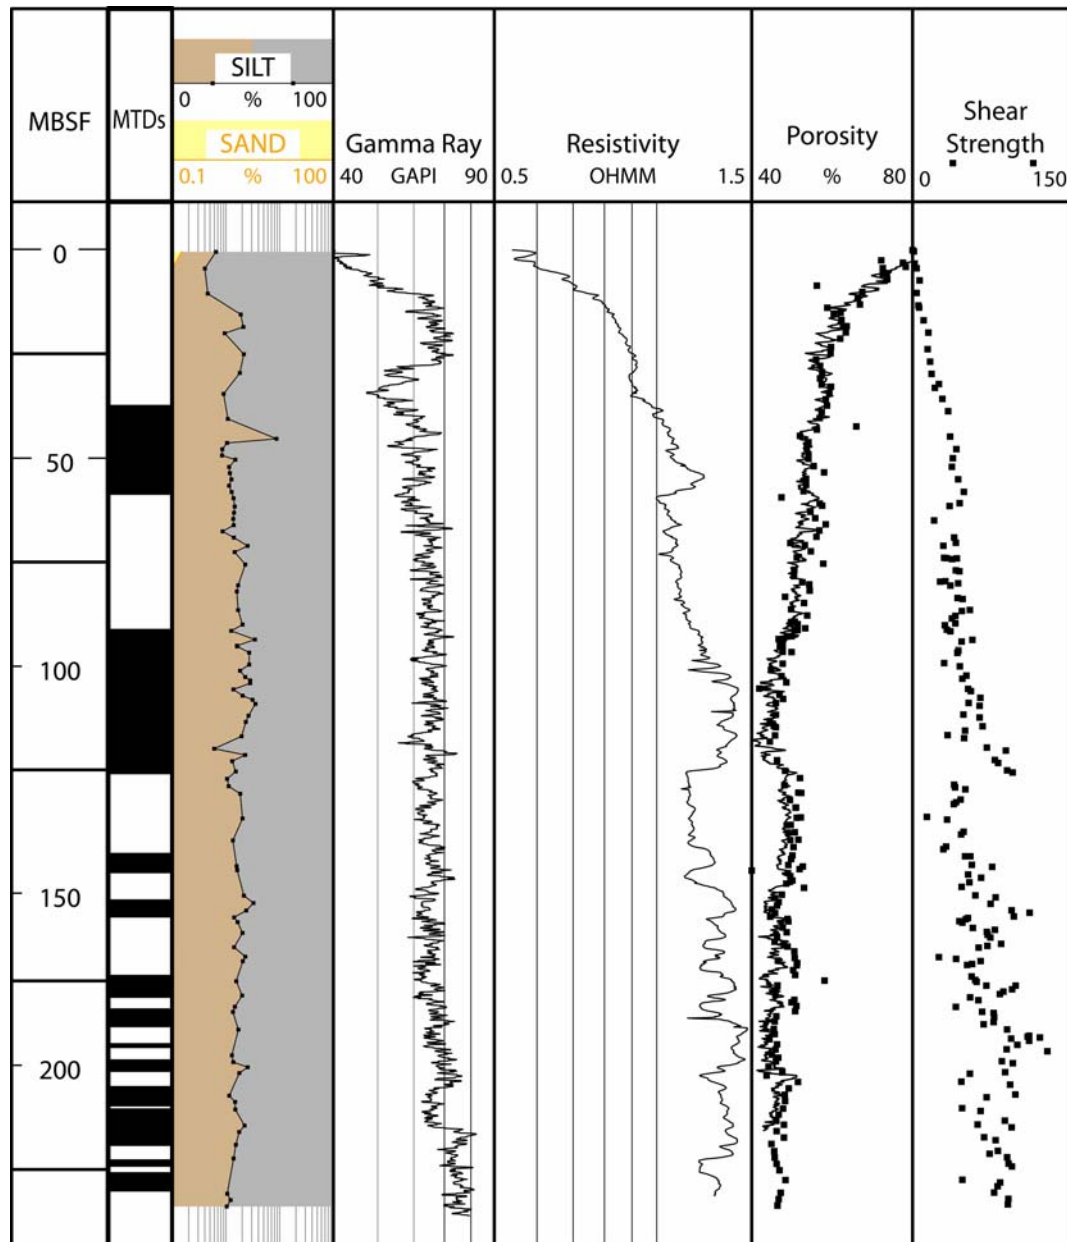 SILT
0 % 100
MBSF
MTDs
SAND
0.1 % 100
Gamma Ray
40 GAPI 90
Resistivity
0.5 OHMM 1.5
Porosity
40 % 80
Shear
Strength
0 150
0
50
100
150
200